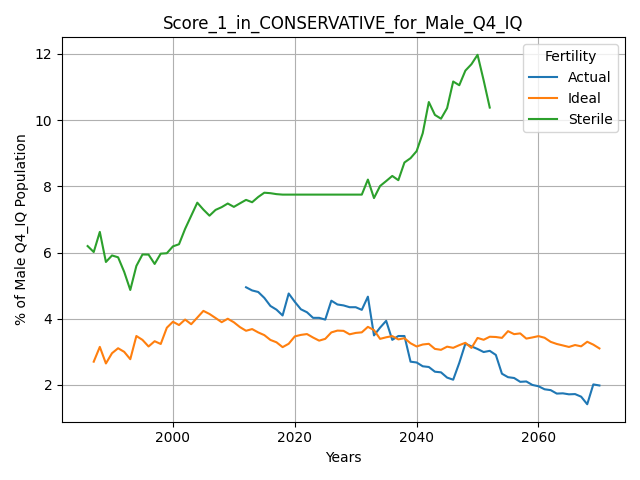 Score_1_in_CONSERVATIVE_for_Male_Q4_IQ
% of Male Q4_IQ Population
12
10
8
6
4
2
Fertility
Actual
Ideal
Sterile
2000
2020
2040
2060
Years